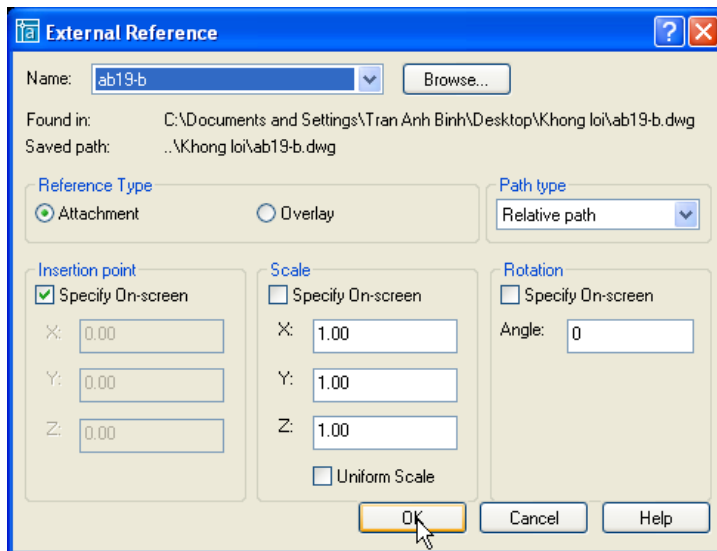 External Reference
Name: ab19-b Browse...
Found in: C:\Documents and Settings\Tran Anh Binh\Desktop\Khong loi\ab19-b.dwg
Saved path: ..\Khong loi\ab19-b.dwg
Reference Type
Attachment Overlay
Path type
Relative path
Insertion point
Specify On-screen
X: 0.00
Y: 0.00
Z: 0.00
Scale
Specify On-screen
X: 1.00
Y: 1.00
Z: 1.00
Uniform Scale
Rotation
Specify On-screen
Angle: 0
OK Cancel Help